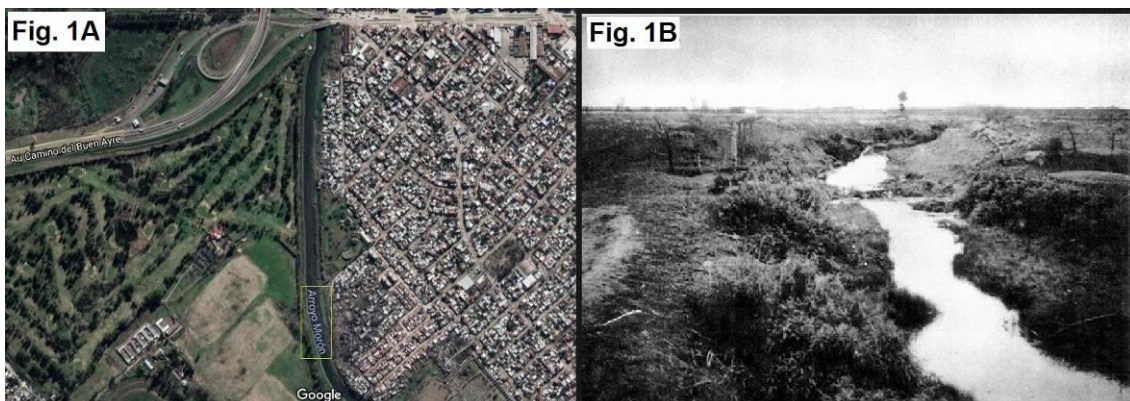 Fig. 1A
Fig. 1B
Au Camino del Buen Ayre
Arroyo Morón
Google